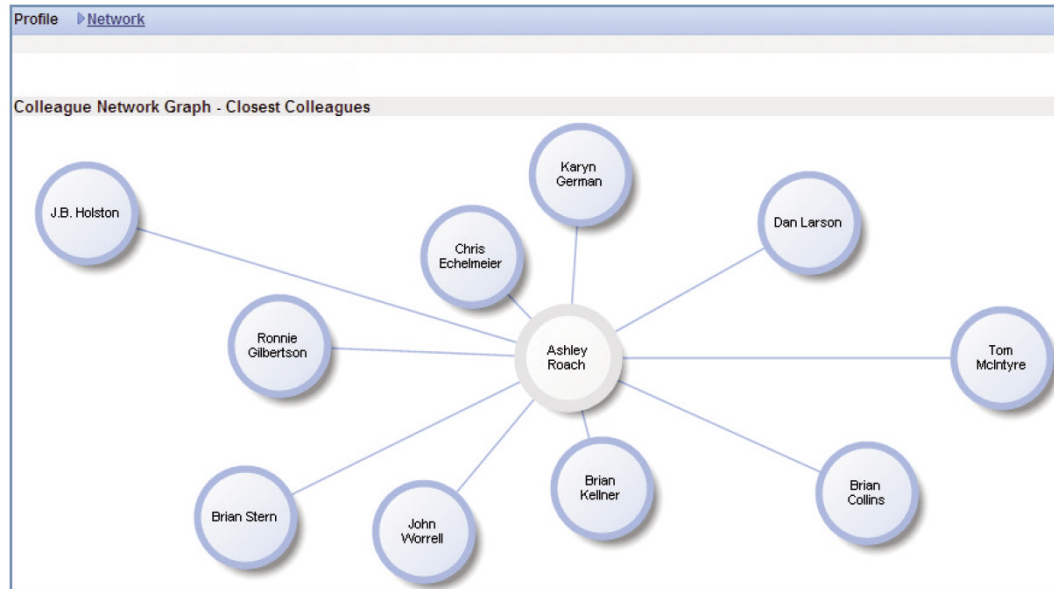 Profile Network
Colleague Network Graph - Closest Colleagues
Karyn
German
J.B. Holston
Dan Larson
Chris
Echelmeier
Ronnie
Gilbertson
Ashley
Roach
Tom
McIntyre
Brian
Kellner
Brian
Collins
Brian Stern
John
Worrell